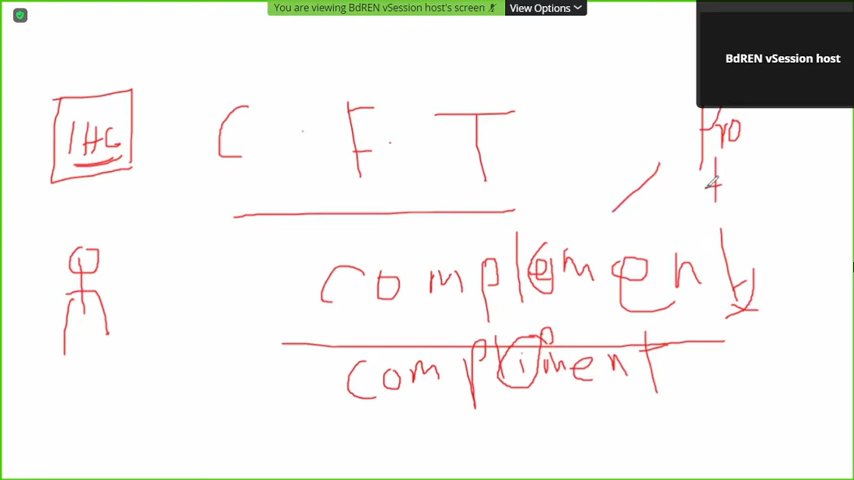 You are viewing BdREN vSession host's screen
View Options
BdREN vSession host
IHC
C . F . T
Pro
complement
compliment